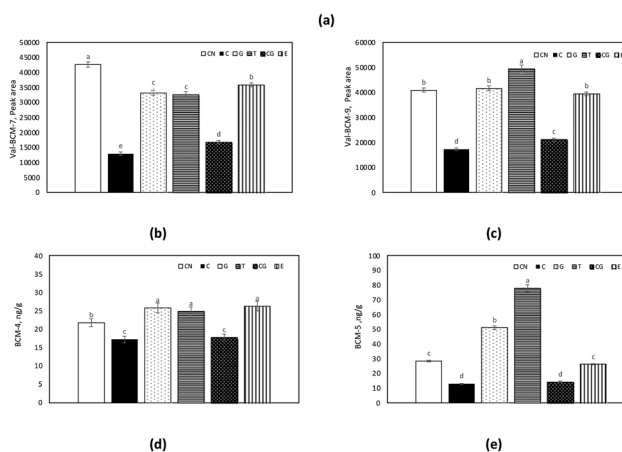 (a)
CN C G T CG E
50000
45000
40000
35000
30000
25000
20000
15000
10000
5000
0
Val-BCM-7, Peak area
a
e
c
c
d
b
(b)
CN C G T CG E
60000
50000
40000
30000
20000
10000
0
Val-BCM-9, Peak area
b
d
b
a
c
b
(c)
CN C G T CG E
40
35
30
25
20
15
10
5
0
BCM-4, ng/g
b
c
a
a
c
a
(d)
CN C G T CG E
100
90
80
70
60
50
40
30
20
10
0
BCM-5 ,ng/g
c
d
b
a
d
c
(e)